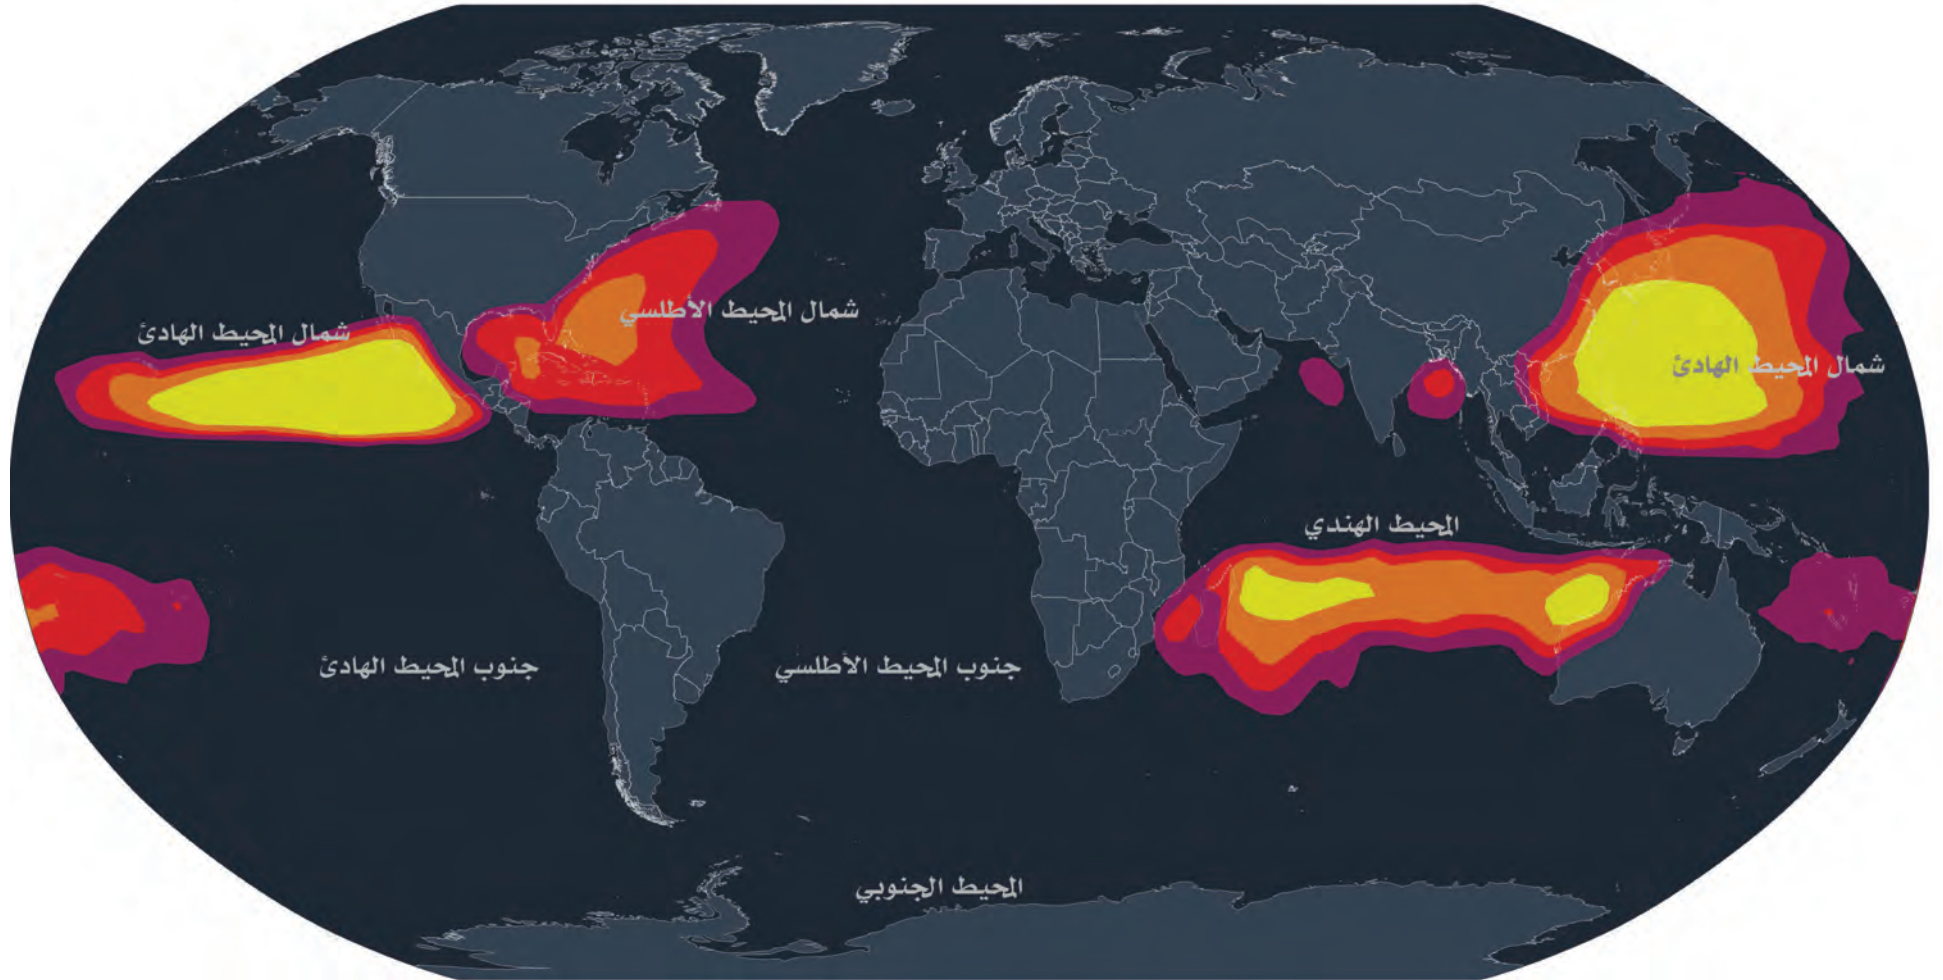 شمال المحيط الأطلسي
شمال المحيط الهادئ
شمال المحيط الهادئ
المحيط الهندي
جنوب المحيط الهادئ
جنوب المحيط الأطلسي
المحيط الجنوبي